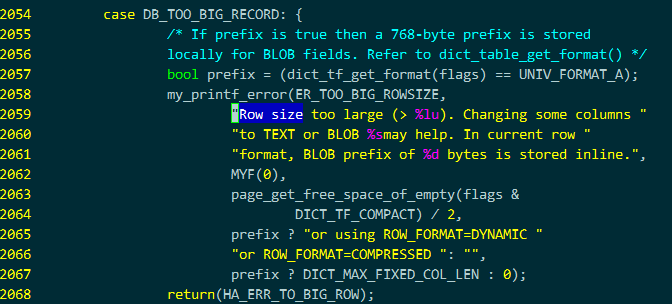 2054 case DB_TOO_BIG_RECORD: {
2055 /* If prefix is true then a 768-byte prefix is stored
2056 locally for BLOB fields. Refer to dict_table_get_format() */
2057 bool prefix = (dict_tf_get_format(flags) == UNIV_FORMAT_A);
2058 my_printf_error(ER_TOO_BIG_ROWSIZE,
2059 "Row size too large (> %lu). Changing some columns "
2060 "to TEXT or BLOB %smay help. In current row "
2061 "format, BLOB prefix of %d bytes is stored inline.",
2062 MYF(0),
2063 page_get_free_space_of_empty(flags &
2064 DICT_TF_COMPACT) / 2,
2065 prefix ? "or using ROW_FORMAT=DYNAMIC "
2066 "or ROW_FORMAT=COMPRESSED ": "",
2067 prefix ? DICT_MAX_FIXED_COL_LEN : 0);
2068 return(HA_ERR_TO_BIG_ROW);